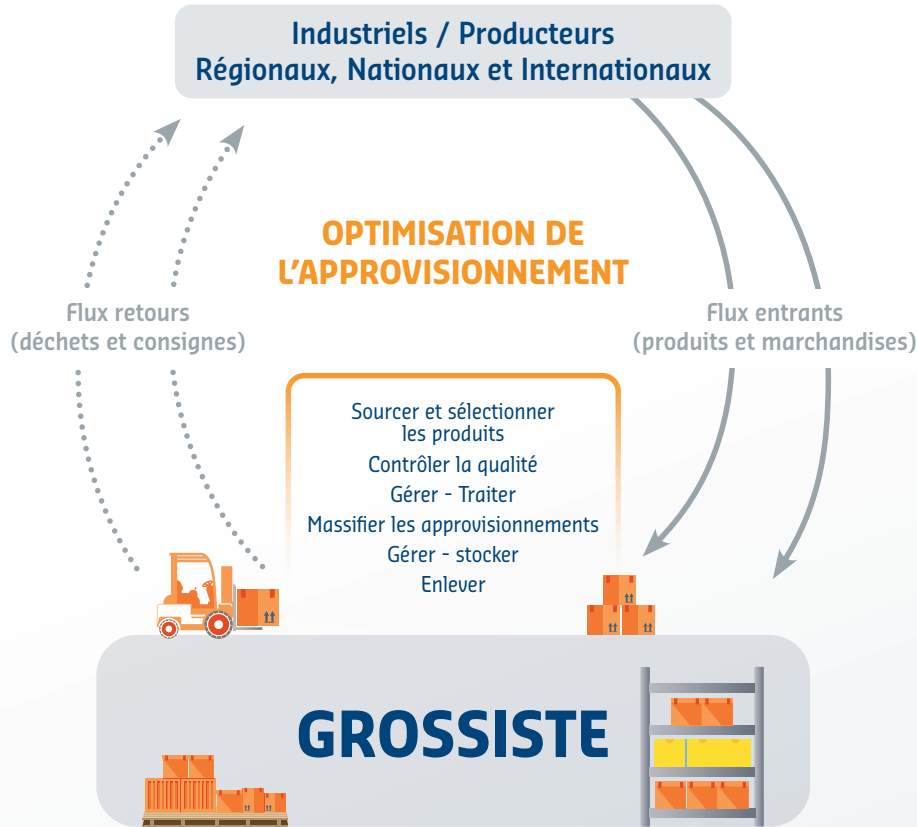 Industriels / Producteurs
Régionaux, Nationaux et Internationaux
OPTIMISATION DE
L’APPROVISIONNEMENT
Flux retours
(déchets et consignes)
Flux entrants
(produits et marchandises)
Sourcer et sélectionner
les produits
Contrôler la qualité
Gérer - Traiter
Massifier les approvisionnements
Gérer - stocker
Enlever
GROSSISTE